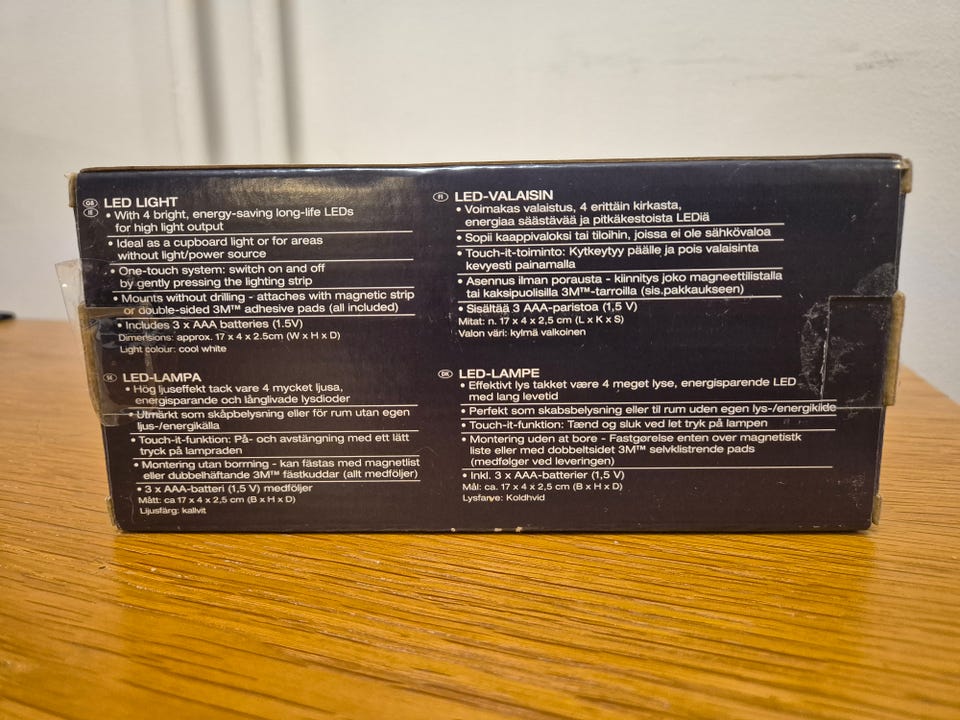 GB
IE
LED LIGHT
• With 4 bright, energy-saving long-life LEDs
for high light output
• Ideal as a cupboard light or for areas
without light/power source
• One-touch system: switch on and off
by gently pressing the lighting strip
• Mounts without drilling - attaches with magnetic strip
or double-sided 3M™ adhesive pads (all included)
• Includes 3 x AAA batteries (1.5V)
Dimensions: approx. 17 x 4 x 2.5cm (W x H x D)
Light colour: cool white
SE
LED-LAMPA
• Hög ljuseffekt tack vare 4 mycket ljusa,
energisparande och långlivade lysdioder
• Utmärkt som skåpbelysning eller för rum utan egen
ljus-/energikälla
• Touch-it-funktion: På- och avstängning med ett lätt
tryck på lampraden
• Montering utan borrning - kan fästas med magnetlist
eller dubbelhäftande 3M™ fästkuddar (allt medföljer)
• 3 x AAA-batteri (1,5 V) medföljer
Mått: ca 17 x 4 x 2,5 cm (B x H x D)
Ljusfärg: kallvit
FI
LED-VALAISIN
• Voimakas valaistus, 4 erittäin kirkasta,
energiaa säästävää ja pitkäkestoista LEDiä
• Sopii kaappivaloksi tai tiloihin, joissa ei ole sähkövaloa
• Touch-it-toiminto: Kytkeytyy päälle ja pois valaisinta
kevyesti painamalla
• Asennus ilman porausta - kiinnitys joko magneettilistalla
tai kaksipuolisilla 3M™-tarroilla (sis.pakkaukseen)
• Sisältää 3 AAA-paristoa (1,5 V)
Mitat: n. 17 x 4 x 2,5 cm (L x K x S)
Valon väri: kylmä valkoinen
DK
LED-LAMPE
• Effektivt lys takket være 4 meget lyse, energisparende LED
med lang levetid
• Perfekt som skabsbelysning eller til rum uden egen lys-/energikilde
• Touch-it-funktion: Tænd og sluk ved let tryk på lampen
• Montering uden at bore - Fastgørelse enten over magnetisk
liste eller med dobbeltsidet 3M™ selvklistrende pads
(medfølger ved leveringen)
• Inkl. 3 x AAA-batterier (1,5 V)
Mål: ca. 17 x 4 x 2,5 cm (B x H x D)
Lysfarve: Koldhvid